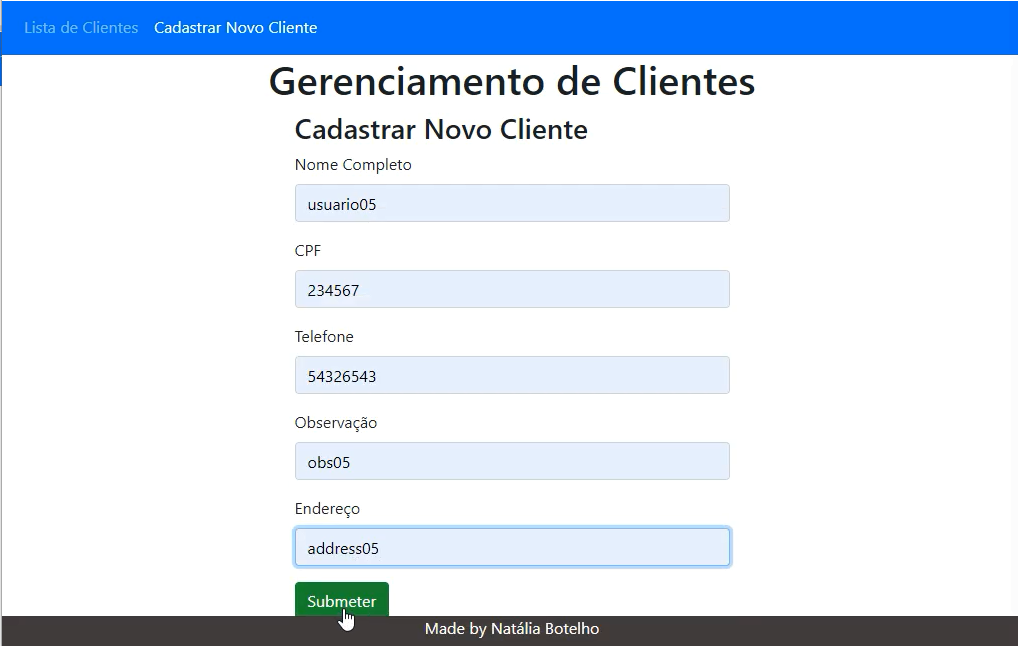 Lista de Clientes Cadastrar Novo Cliente
Gerenciamento de Clientes
Cadastrar Novo Cliente
Nome Completo
usuario05
CPF
234567
Telefone
54326543
Observação
obs05
Endereço
address05
Submeter
Made by Natália Botelho